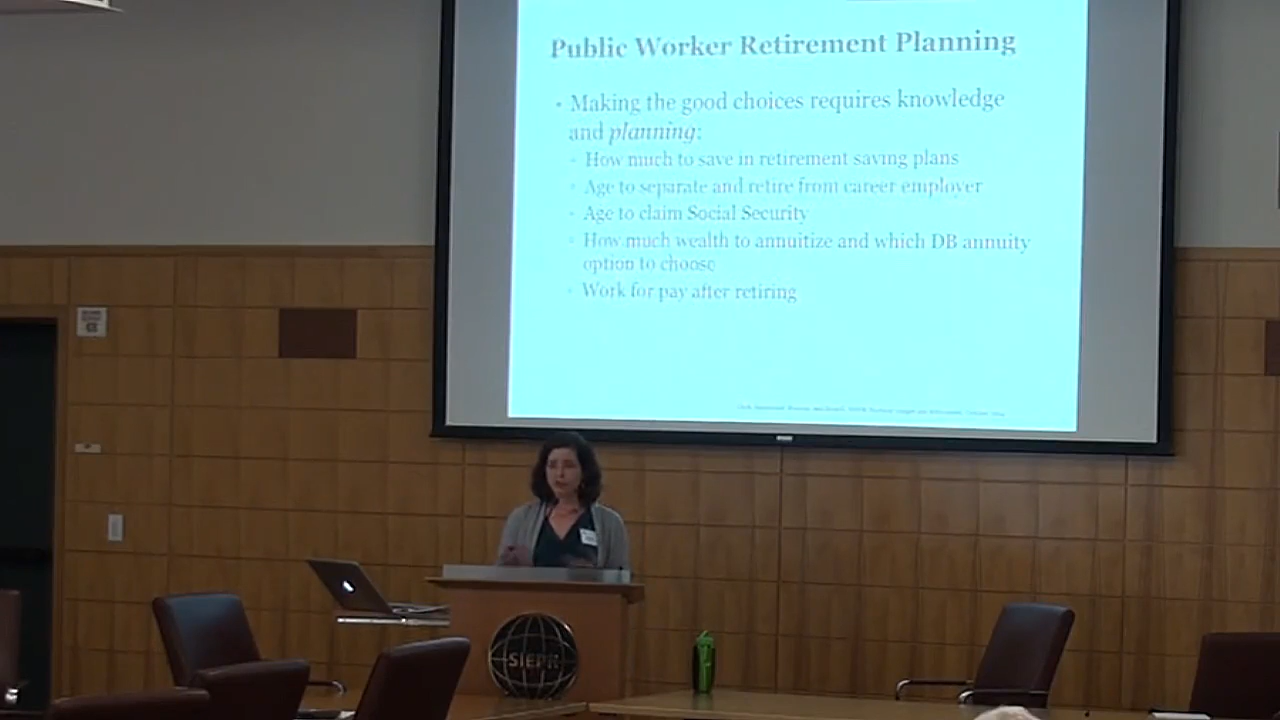 Public Worker Retirement Planning
• Making the good choices requires knowledge
and planning:
• How much to save in retirement saving plans
• Age to separate and retire from career employer
• Age to claim Social Security
• How much wealth to annuitize and which DB annuity
option to choose
• Work for pay after retiring
SIEPR